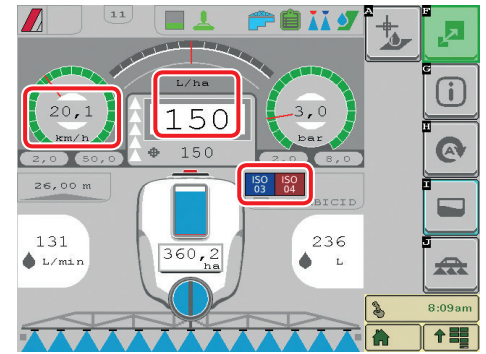 11
A
F
L/ha
G
20,1
150
3,0
km/h
bar
H
2,0 50,0
150
2,0 8,0
26,00 m
ISO 03
ISO 04
BICID
I
131
L/min
360,2
ha
236
L
J
8:09am